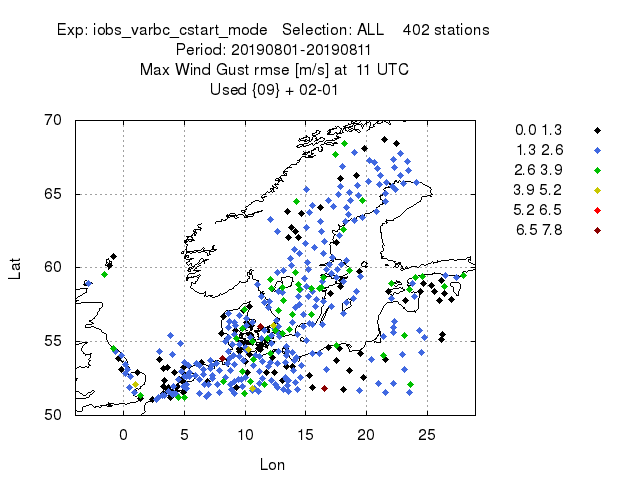 Exp: iobs_varbc_cstart_mode Selection: ALL 402 stations
Period: 20190801-20190811
Max Wind Gust rmse [m/s] at 11 UTC
Used {09} + 02-01
0.0 1.3
1.3 2.6
2.6 3.9
3.9 5.2
5.2 6.5
6.5 7.8
70
65
60
55
50
Lat
0 5 10 15 20 25
Lon